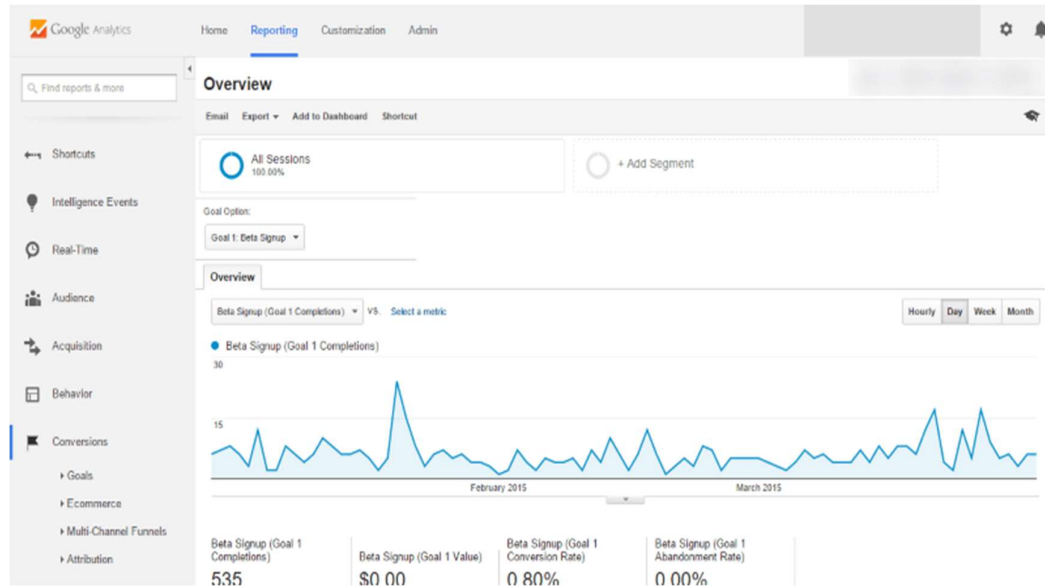 Google Analytics
Home Reporting Customization Admin
Find reports & more
Shortcuts
Intelligence Events
Real-Time
Audience
Acquisition
Behavior
Conversions
Goals
Ecommerce
Multi-Channel Funnels
Attribution
Overview
Email Export Add to Dashboard Shortcut
All Sessions
100.00%
+ Add Segment
Goal Option:
Goal 1: Beta Signup
Overview
Beta Signup (Goal 1 Completions) VS. Select a metric
Hourly Day Week Month
Beta Signup (Goal 1 Completions)
30
15
February 2015 March 2015
Beta Signup (Goal 1
Completions)
535
Beta Signup (Goal 1 Value)
$0.00
Beta Signup (Goal 1
Conversion Rate)
0.80%
Beta Signup (Goal 1
Abandonment Rate)
0.00%